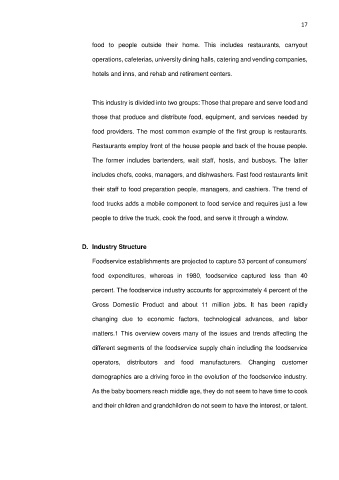 17
food to people outside their home. This includes restaurants, carryout
operations, cafeterias, university dining halls, catering and vending companies,
hotels and inns, and rehab and retirement centers.
This industry is divided into two groups: Those that prepare and serve food and
those that produce and distribute food, equipment, and services needed by
food providers. The most common example of the first group is restaurants.
Restaurants employ front of the house people and back of the house people.
The former includes bartenders, wait staff, hosts, and busboys. The latter
includes chefs, cooks, managers, and dishwashers. Fast food restaurants limit
their staff to food preparation people, managers, and cashiers. The trend of
food trucks adds a mobile component to food service and requires just a few
people to drive the truck, cook the food, and serve it through a window.
D. Industry Structure
Foodservice establishments are projected to capture 53 percent of consumers'
food expenditures, whereas in 1980, foodservice captured less than 40
percent. The foodservice industry accounts for approximately 4 percent of the
Gross Domestic Product and about 11 million jobs. It has been rapidly
changing due to economic factors, technological advances, and labor
matters.1 This overview covers many of the issues and trends affecting the
different segments of the foodservice supply chain including the foodservice
operators, distributors and food manufacturers. Changing customer
demographics are a driving force in the evolution of the foodservice industry.
As the baby boomers reach middle age, they do not seem to have time to cook
and their children and grandchildren do not seem to have the interest, or talent.